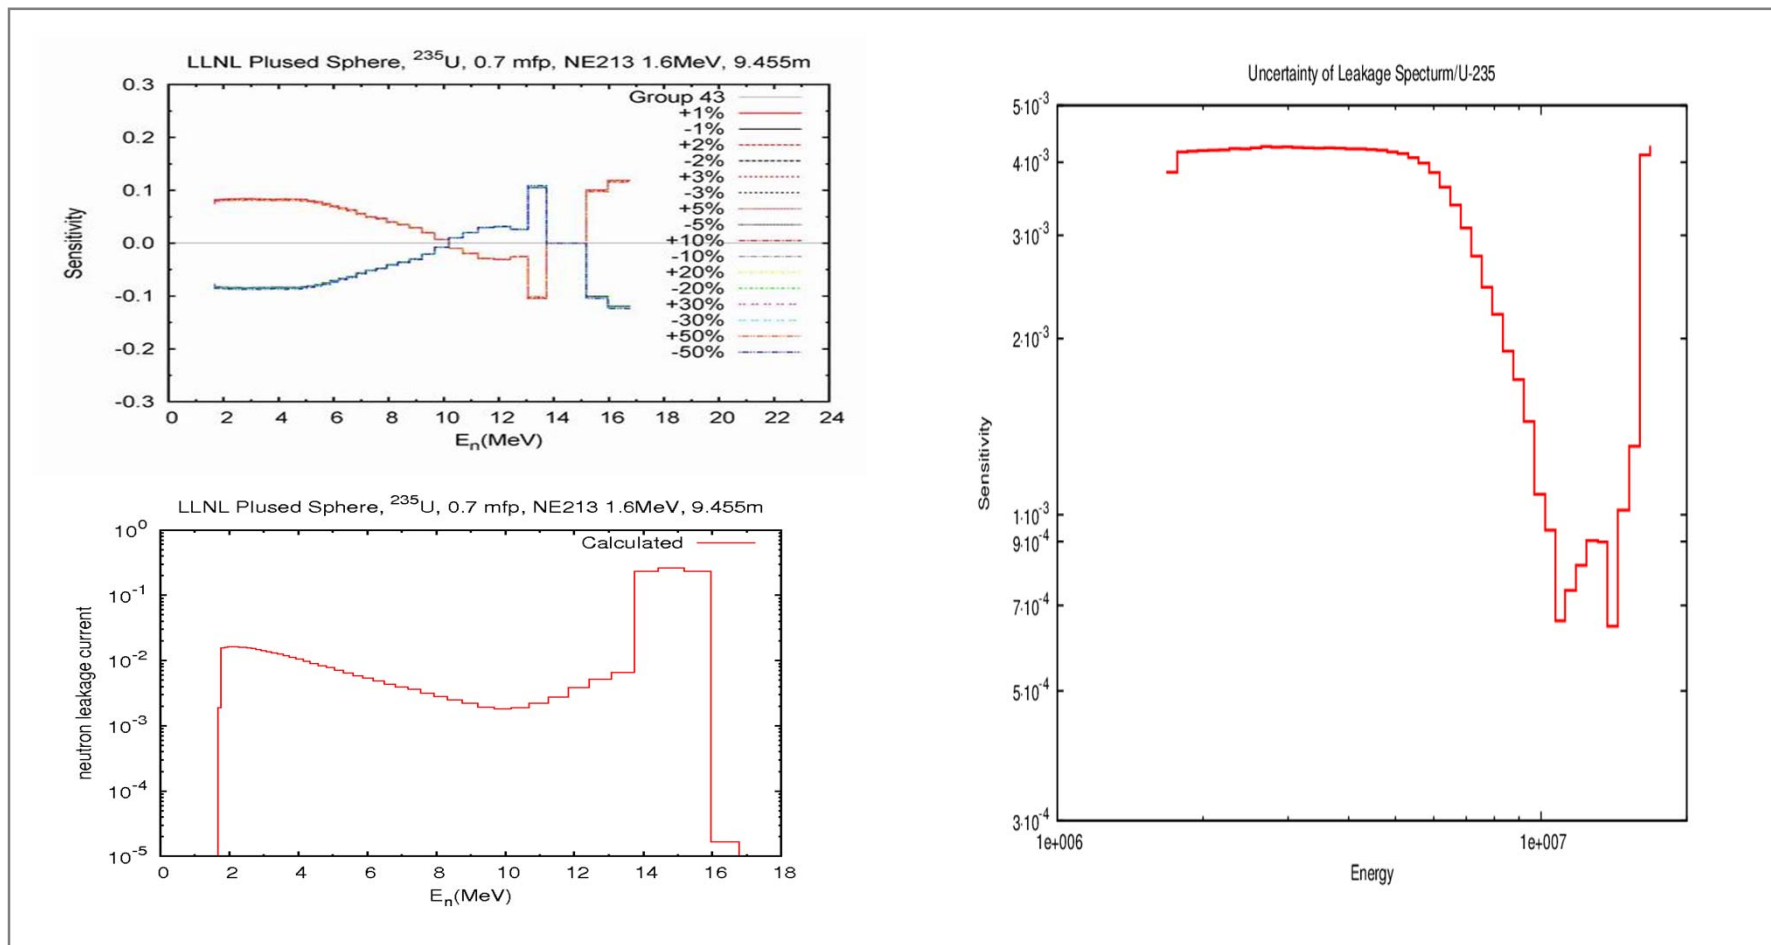 LLNL Plused Sphere, ²³⁵U, 0.7 mfp, NE213 1.6MeV, 9.455m
0.3
0.2
0.1
0.0
-0.1
-0.2
-0.3
Sensitivity
Group 43
+1%
-1%
+2%
-2%
+3%
-3%
+5%
-5%
+10%
-10%
+20%
-20%
+30%
-30%
+50%
-50%
0 2 4 6 8 10 12 14 16 18 20 22 24
Eₙ(MeV)
LLNL Plused Sphere, ²³⁵U, 0.7 mfp, NE213 1.6MeV, 9.455m
10⁰
10⁻¹
10⁻²
10⁻³
10⁻⁴
10⁻⁵
neutron leakage current
Calculated
0 2 4 6 8 10 12 14 16 18
Eₙ(MeV)
Uncertainty of Leakage Specturm/U-235
5·10⁻³
4·10⁻³
3·10⁻³
2·10⁻³
1·10⁻³
9·10⁻⁴
7·10⁻⁴
5·10⁻⁴
3·10⁻⁴
Sensitivity
1e+006 1e+007
Energy